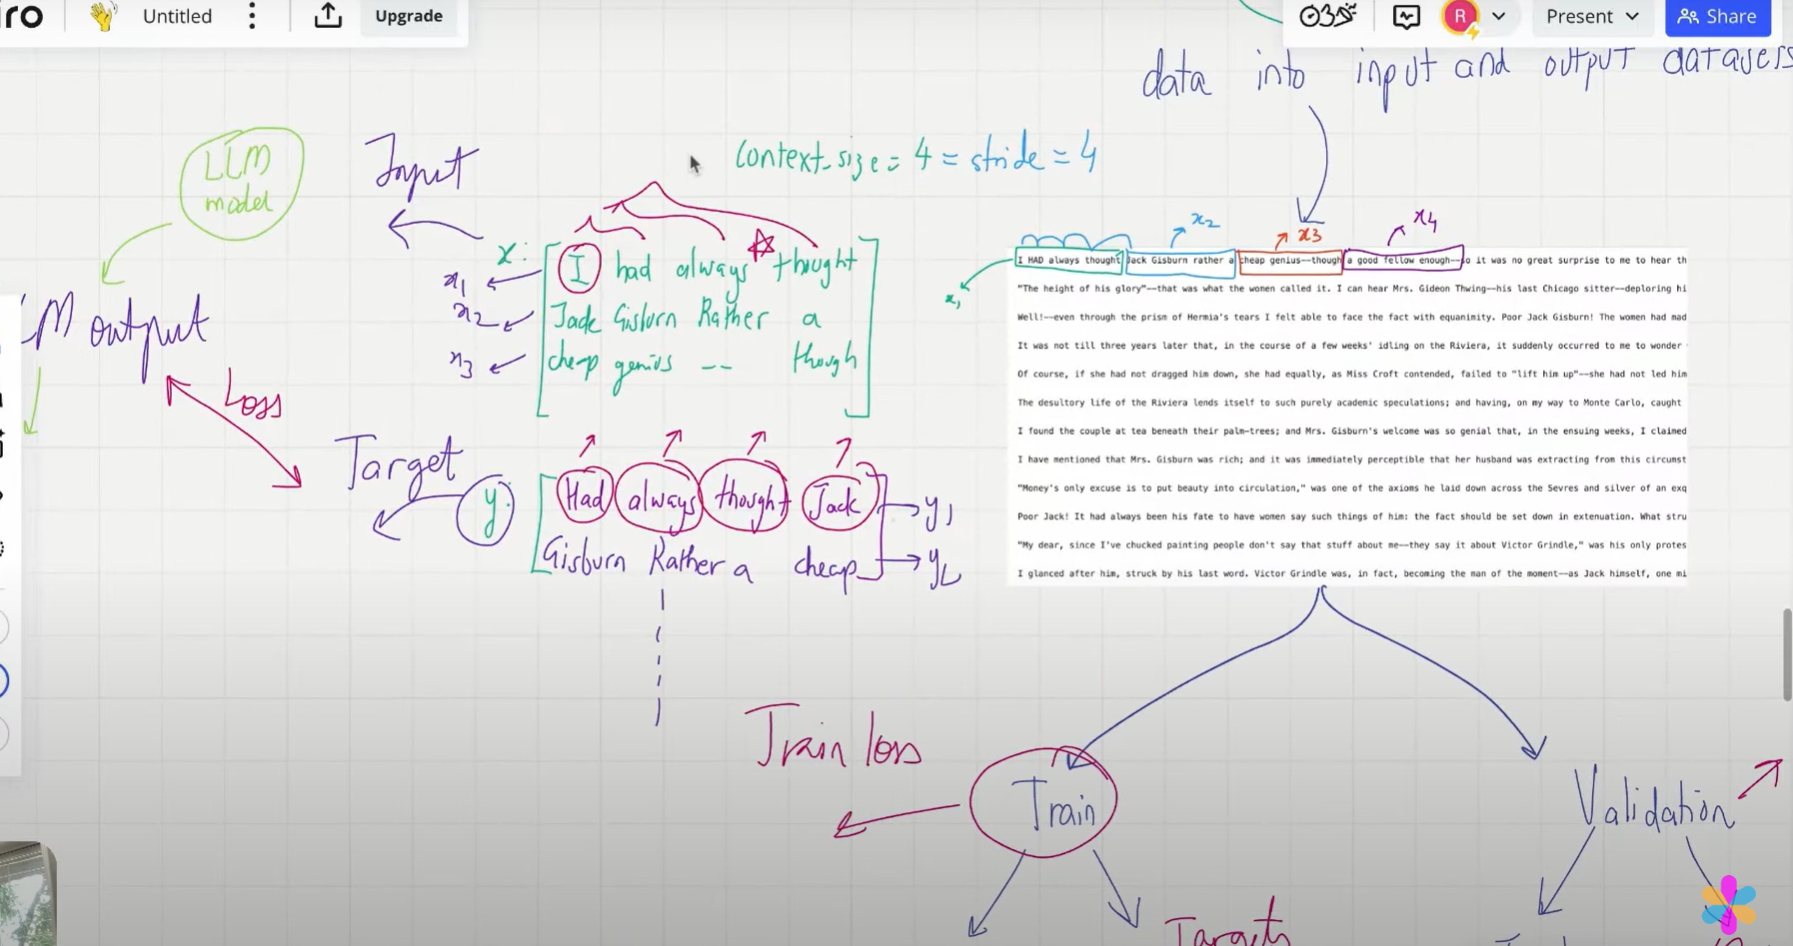 iro Untitled Upgrade Present Share
R
data into input and output datasets
LLM
model
Input
context_size = 4 = stride = 4
x2
x3
x4
x:
I had always thought
x1
Jack Gisburn Rather a
x2
cheap genius -- though
x3
x1
I HAD always thought Jack Gisburn rather a cheap genius--though a good fellow enough--so it was no great surprise to me to hear th
"The height of his glory"--that was what the women called it. I can hear Mrs. Gideon Thwing--his last Chicago sitter--deploring hi
Well!--even through the prism of Hermia's tears I felt able to face the fact with equanimity. Poor Jack Gisburn! The women had mad
It was not till three years later that, in the course of a few weeks' idling on the Riviera, it suddenly occurred to me to wonder
Of course, if she had not dragged him down, she had equally, as Miss Croft contended, failed to "lift him up"--she had not led him
The desultory life of the Riviera lends itself to such purely academic speculations; and having, on my way to Monte Carlo, caught
I found the couple at tea beneath their palm-trees; and Mrs. Gisburn's welcome was so genial that, in the ensuing weeks, I claimed
I have mentioned that Mrs. Gisburn was rich; and it was immediately perceptible that her husband was extracting from this circumst
"Money's only excuse is to put beauty into circulation," was one of the axioms he laid down across the Sevres and silver of an exq
Poor Jack! It had always been his fate to have women say such things of him: the fact should be set down in extenuation. What stru
"My dear, since I've chucked painting people don't say that stuff about me--they say it about Victor Grindle," was his only protes
I glanced after him, struck by his last word. Victor Grindle was, in fact, becoming the man of the moment--as Jack himself, one mi
M output
Loss
Target
y:
Had always thought Jack
y1
Gisburn Rather a cheap
y2
Train loss
Train
Validation
Targets